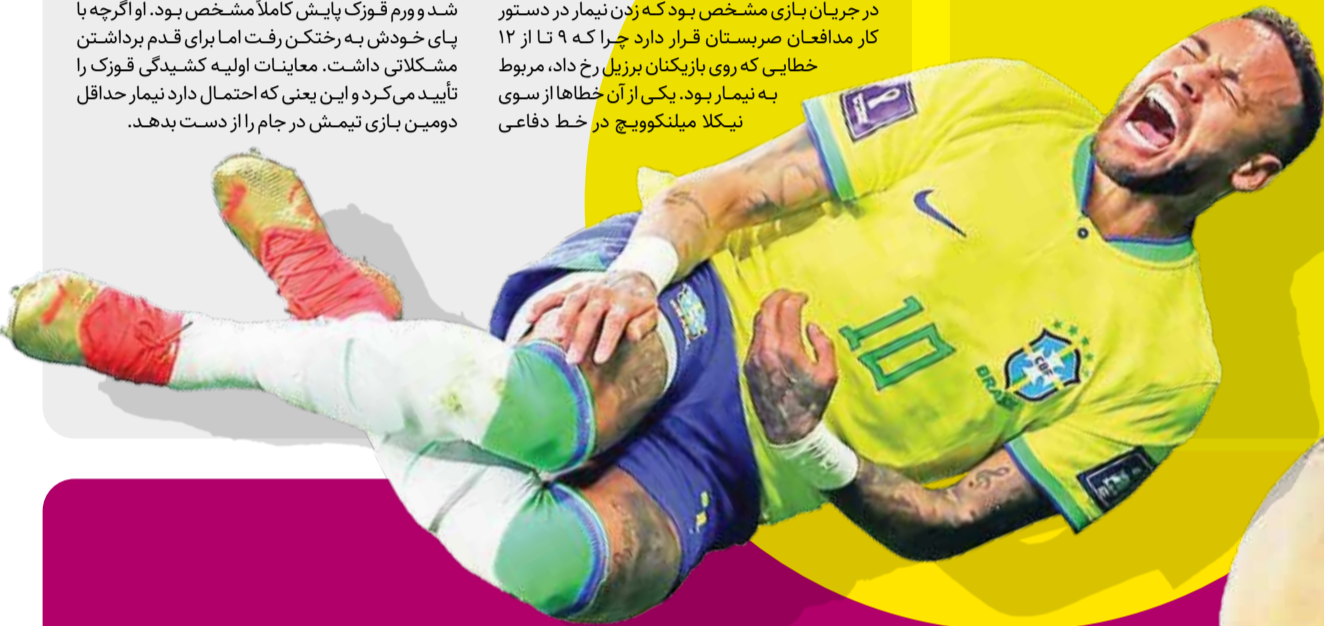 در جریان بازی مشخص بود که زدن نیمار در دستور
کار مدافعان صربستان قرار دارد چرا که ۹ تا از ۱۲
خطایی که روی بازیکنان برزیل رخ داد، مربوط
به نیمار بود. یکی از آن خطاها از سوی
نیکلا میلنکوویچ در خط دفاعی
شد و ورم قوزک پایش کاملاً مشخص بود. او اگرچه با
پای خودش به رختکن رفت اما برای قدم برداشتن
مشکلاتی داشت. معاینات اولیه کشیدگی قوزک را
تأیید می‌کرد و این یعنی که احتمال دارد نیمار حداقل
دومین بازی تیمش در جام را از دست بدهد.
10
CBF
BRASIL